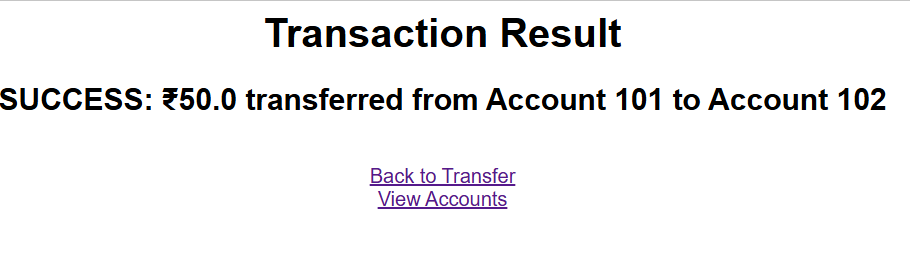 Transaction Result
SUCCESS: ₹50.0 transferred from Account 101 to Account 102
Back to Transfer
View Accounts